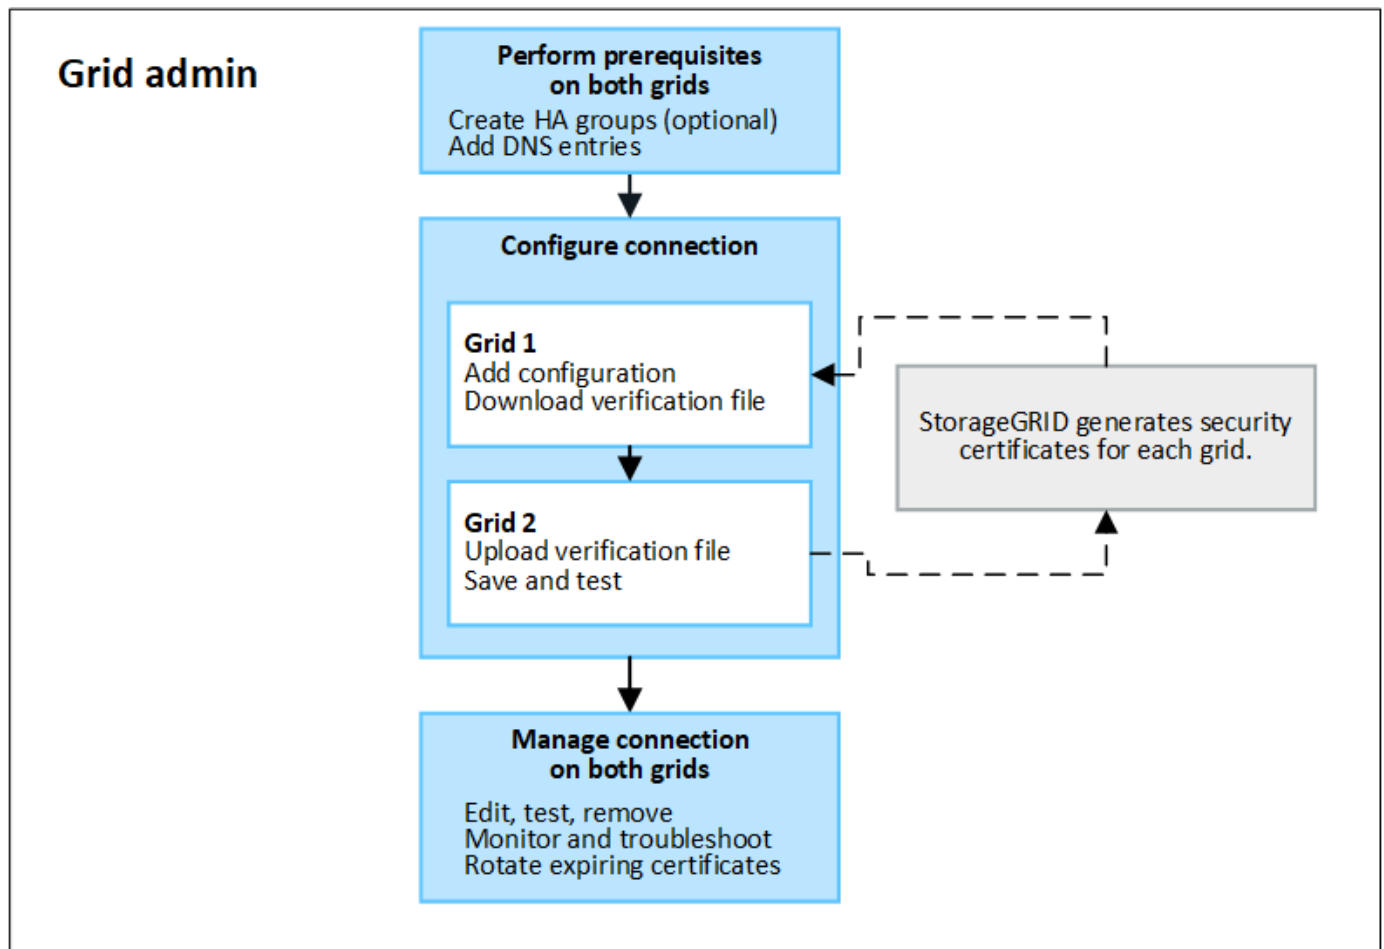 Grid admin
Perform prerequisites
on both grids
Create HA groups (optional)
Add DNS entries
Configure connection
Grid 1
Add configuration
Download verification file
StorageGRID generates security
certificates for each grid.
Grid 2
Upload verification file
Save and test
Manage connection
on both grids
Edit, test, remove
Monitor and troubleshoot
Rotate expiring certificates